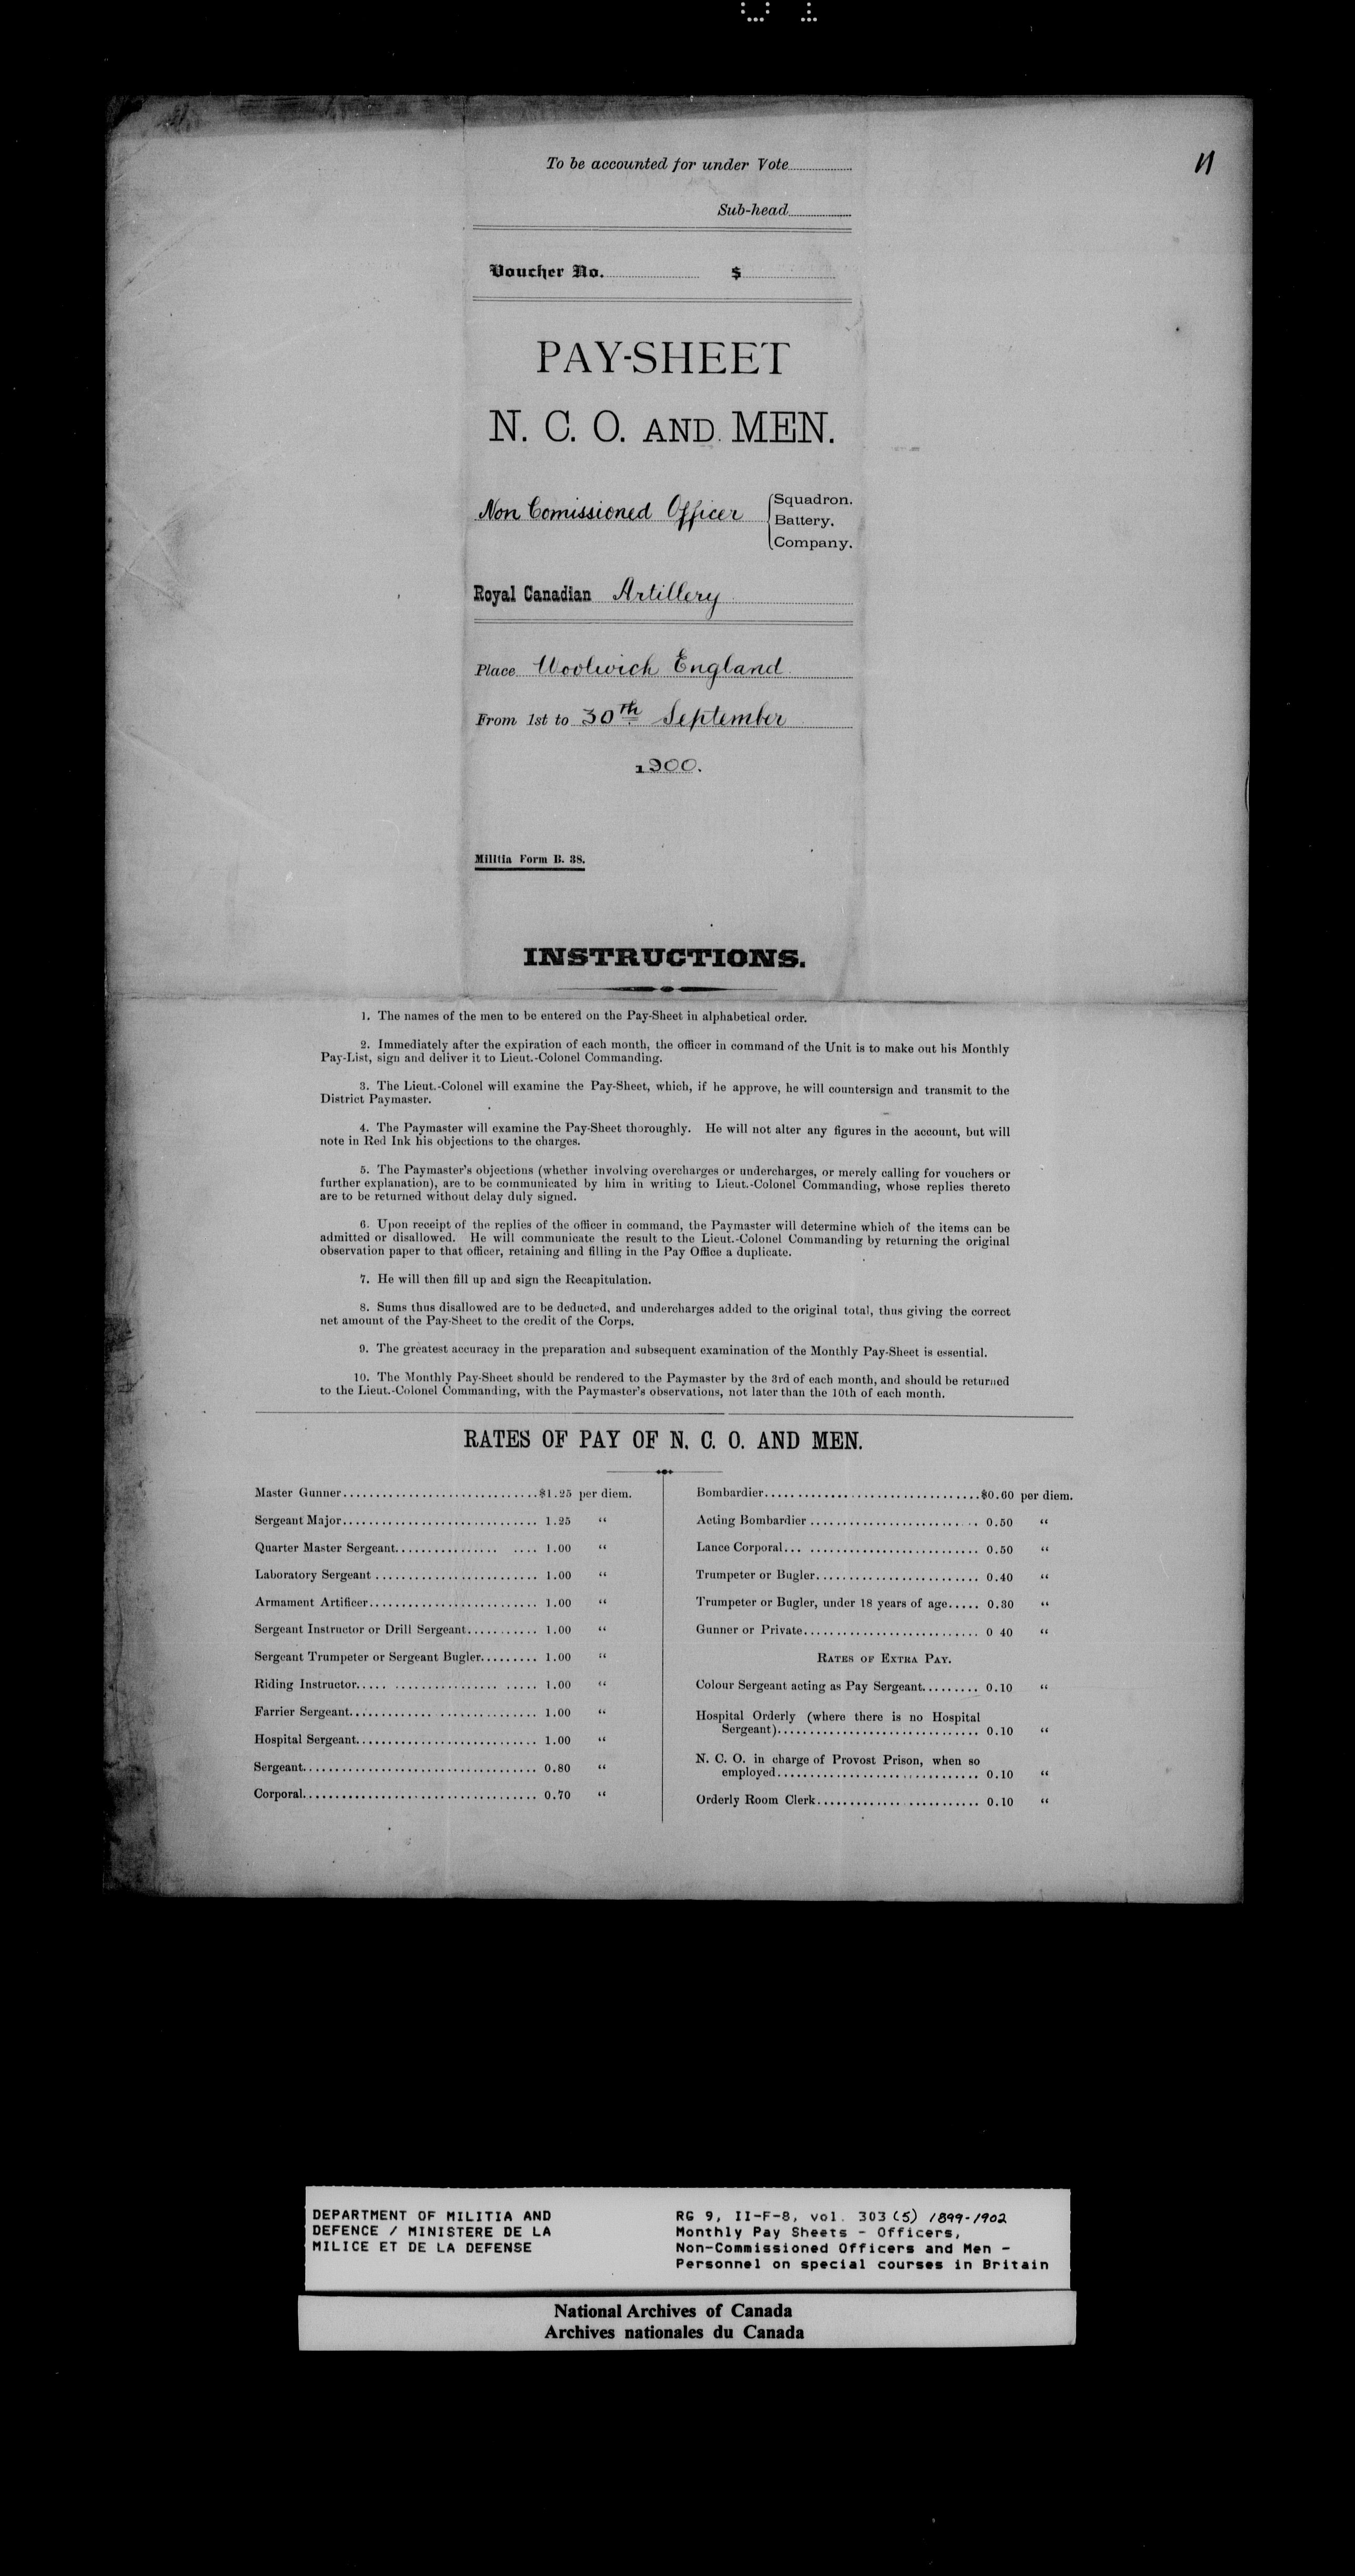 To be accounted for under Vote
Sub-head
Voucher No. $
PAY-SHEET
N. C. O. AND MEN.
Non Comissioned Officer
Squadron.
Battery.
Company.
Royal Canadian Artillery
Place Woolwich England
From 1st to 30th September
1900.
Militia Form B. 38.
INSTRUCTIONS.
1. The names of the men to be entered on the Pay-Sheet in alphabetical order.
2. Immediately after the expiration of each month, the officer in command of the Unit is to make out his Monthly
Pay-List, sign and deliver it to Lieut.-Colonel Commanding.
3. The Lieut.-Colonel will examine the Pay-Sheet, which, if he approve, he will countersign and transmit to the
District Paymaster.
4. The Paymaster will examine the Pay-Sheet thoroughly. He will not alter any figures in the account, but will
note in Red Ink his objections to the charges.
5. The Paymaster's objections (whether involving overcharges or undercharges, or merely calling for vouchers or
further explanation), are to be communicated by him in writing to Lieut.-Colonel Commanding, whose replies thereto
are to be returned without delay duly signed.
6. Upon receipt of the replies of the officer in command, the Paymaster will determine which of the items can be
admitted or disallowed. He will communicate the result to the Lieut.-Colonel Commanding by returning the original
observation paper to that officer, retaining and filling in the Pay Office a duplicate.
7. He will then fill up and sign the Recapitulation.
8. Sums thus disallowed are to be deducted, and undercharges added to the original total, thus giving the correct
net amount of the Pay-Sheet to the credit of the Corps.
9. The greatest accuracy in the preparation and subsequent examination of the Monthly Pay-Sheet is essential.
10. The Monthly Pay-Sheet should be rendered to the Paymaster by the 3rd of each month, and should be returned
to the Lieut.-Colonel Commanding, with the Paymaster's observations, not later than the 10th of each month.
RATES OF PAY OF N. C. O. AND MEN.
Master Gunner $1.25 per diem.
Sergeant Major 1.25 "
Quarter Master Sergeant 1.00 "
Laboratory Sergeant 1.00 "
Armament Artificer 1.00 "
Sergeant Instructor or Drill Sergeant 1.00 "
Sergeant Trumpeter or Sergeant Bugler 1.00 "
Riding Instructor 1.00 "
Farrier Sergeant 1.00 "
Hospital Sergeant 1.00 "
Sergeant 0.80 "
Corporal 0.70 "
Bombardier $0.60 per diem.
Acting Bombardier 0.50 "
Lance Corporal 0.50 "
Trumpeter or Bugler 0.40 "
Trumpeter or Bugler, under 18 years of age 0.30 "
Gunner or Private 0 40 "
RATES OF EXTRA PAY.
Colour Sergeant acting as Pay Sergeant 0.10 "
Hospital Orderly (where there is no Hospital
Sergeant) 0.10 "
N. C. O. in charge of Provost Prison, when so
employed 0.10 "
Orderly Room Clerk 0.10 "
DEPARTMENT OF MILITIA AND
DEFENCE / MINISTERE DE LA
MILICE ET DE LA DEFENSE
RG 9, II-F-8, vol. 303 (5) 1899-1902
Monthly Pay Sheets - Officers,
Non-Commissioned Officers and Men -
Personnel on special courses in Britain
National Archives of Canada
Archives nationales du Canada